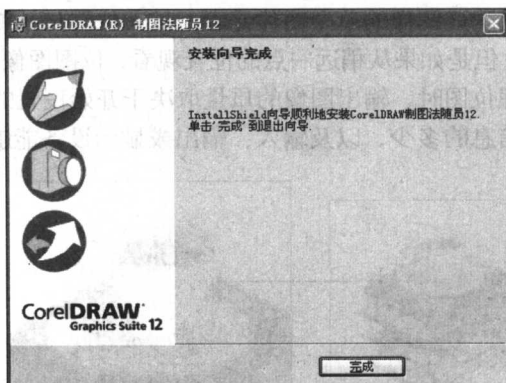 CorelDRAW(R) 制图法随员12
安装向导完成
InstallShield向导顺利地安装CorelDRAW制图法随员12.
单击'完成'到退出向导.
CorelDRAW
Graphics Suite 12
完成